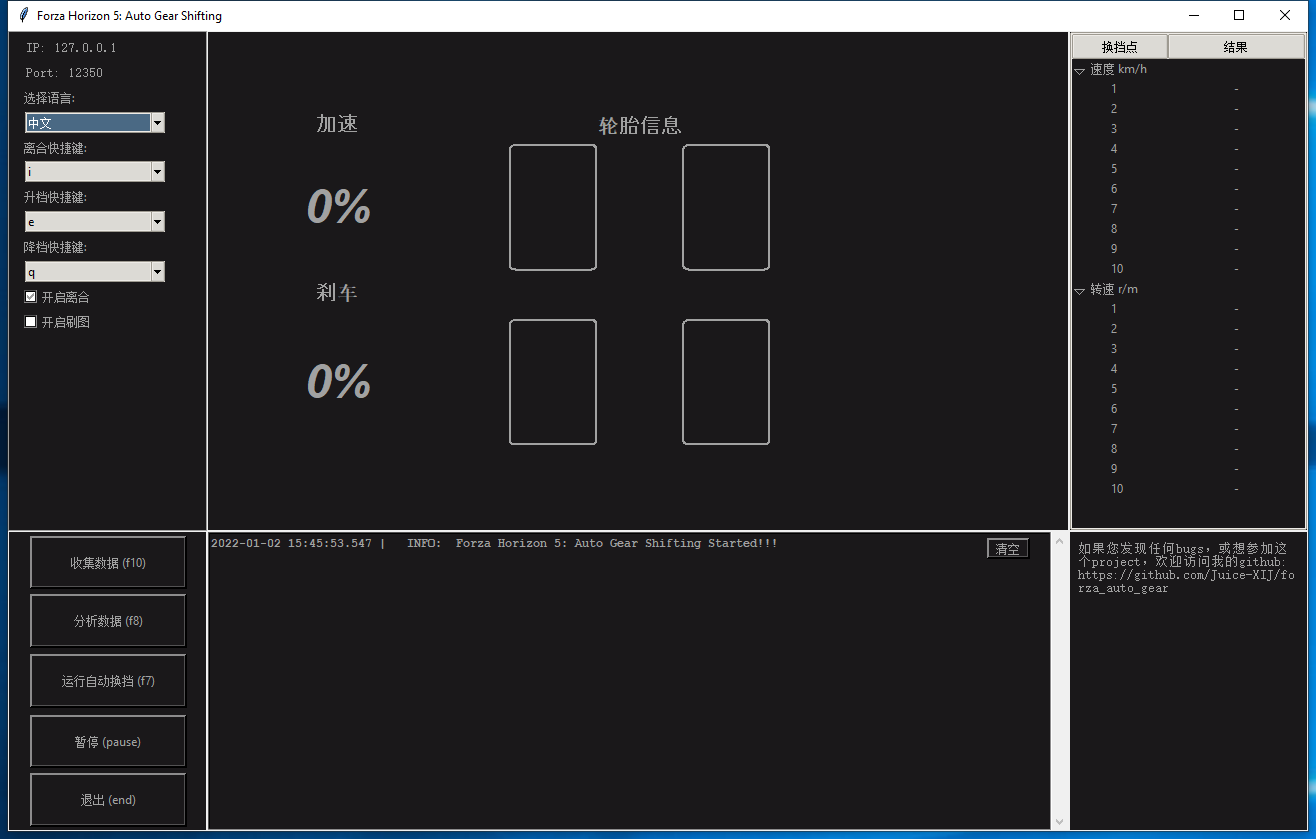 Forza Horizon 5: Auto Gear Shifting
IP: 127.0.0.1
Port: 12350
选择语言:
中文
离合快捷键:
i
升档快捷键:
e
降档快捷键:
q
开启离合
开启刷图
加速
0%
刹车
0%
轮胎信息
换挡点 结果
速度 km/h
1 -
2 -
3 -
4 -
5 -
6 -
7 -
8 -
9 -
10 -
转速 r/m
1 -
2 -
3 -
4 -
5 -
6 -
7 -
8 -
9 -
10 -
收集数据 (f10)
分析数据 (f8)
运行自动换挡 (f7)
暂停 (pause)
退出 (end)
2022-01-02 15:45:53.547 | INFO: Forza Horizon 5: Auto Gear Shifting Started!!!
清空
如果您发现任何bugs，或想参加这
个project，欢迎访问我的github:
https://github.com/Juice-XIJ/fo
rza_auto_gear